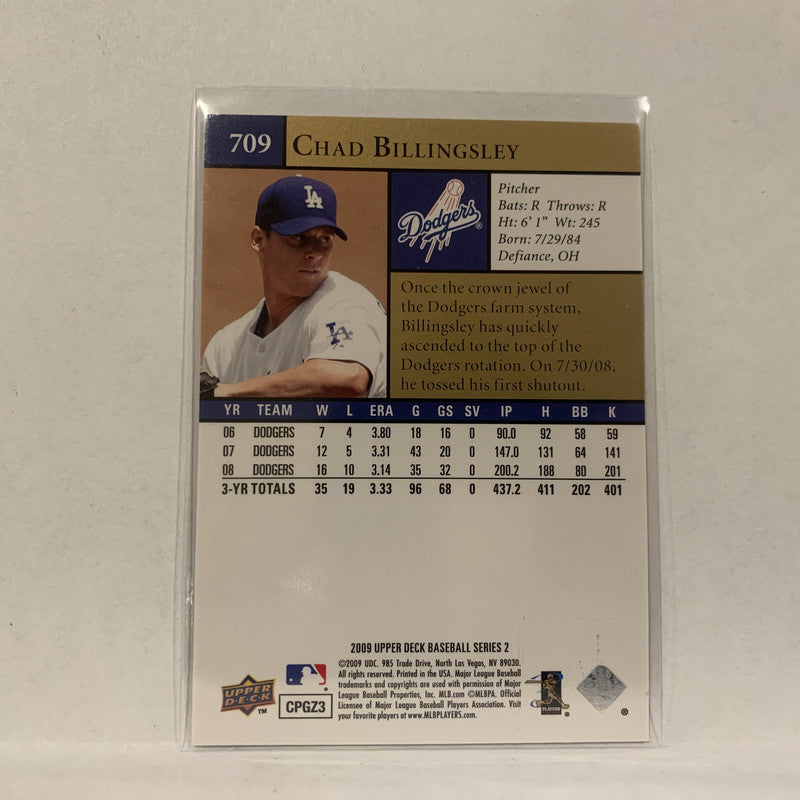 709 CHAD BILLINGSLEY
LA
LA
Dodgers ®
Pitcher
Bats: R Throws: R
Ht: 6' 1" Wt: 245
Born: 7/29/84
Defiance, OH
Once the crown jewel of
the Dodgers farm system,
Billingsley has quickly
ascended to the top of the
Dodgers rotation. On 7/30/08,
he tossed his first shutout.
YR TEAM W L ERA G GS SV IP H BB K
06 DODGERS 7 4 3.80 18 16 0 90.0 92 58 59
07 DODGERS 12 5 3.31 43 20 0 147.0 131 64 141
08 DODGERS 16 10 3.14 35 32 0 200.2 188 80 201
3-YR TOTALS 35 19 3.33 96 68 0 437.2 411 202 401
2009 UPPER DECK BASEBALL SERIES 2
©2009 UDC. 985 Trade Drive, North Las Vegas, NV 89030.
All rights reserved. Printed in the USA. Major League Baseball
trademarks and copyrights are used with permission of Major
League Baseball Properties, Inc. MLB.com ©MLBPA. Official
Licensee of Major League Baseball Players Association. Visit
your favorite players at www.MLBPLAYERS.com.
UPPER
DECK
TM
CPGZ3
PLAYERS
®
®